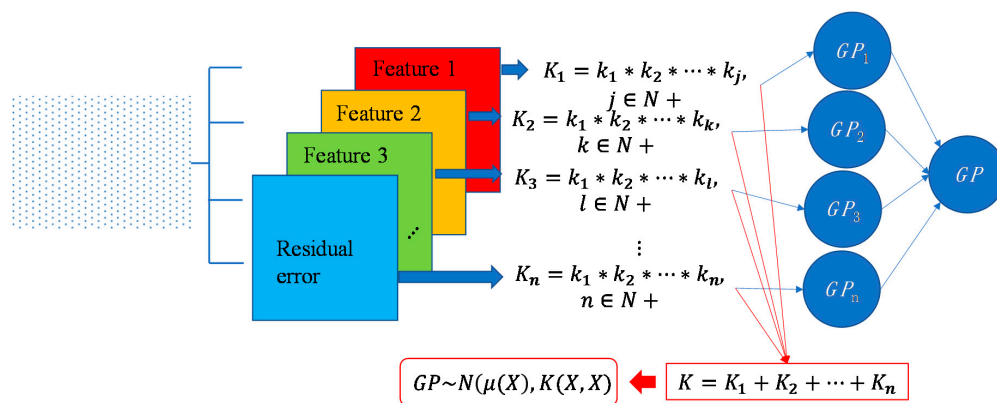 Feature 1
Feature 2
Feature 3
⋰
Residual
error
K₁ = k₁ * k₂ * ⋯ * kⱼ,
j ∈ N +
K₂ = k₁ * k₂ * ⋯ * kₖ,
k ∈ N +
K₃ = k₁ * k₂ * ⋯ * kₗ,
l ∈ N +
⋮
Kₙ = k₁ * k₂ * ⋯ * kₙ,
n ∈ N +
GP₁
GP₂
GP₃
GPₙ
GP
GP~N(μ(X), K(X, X)
K = K₁ + K₂ + ⋯ + Kₙ